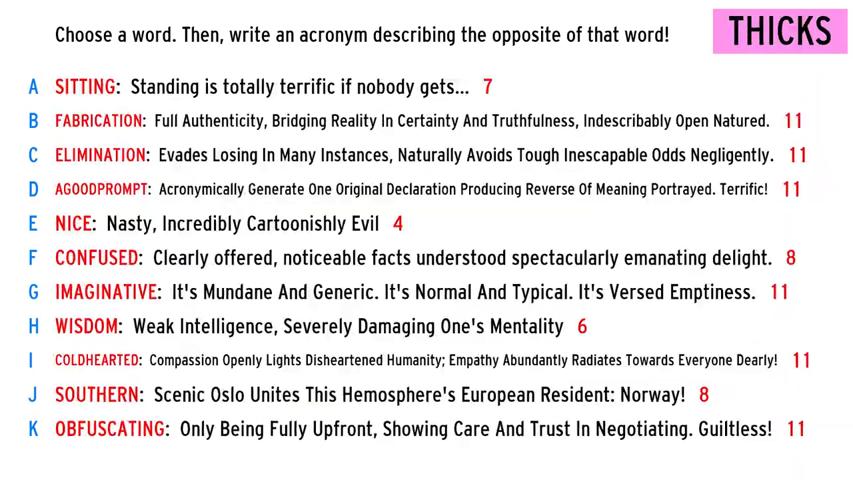 Choose a word. Then, write an acronym describing the opposite of that word!
THICKS
A SITTING: Standing is totally terrific if nobody gets... 7
B FABRICATION: Full Authenticity, Bridging Reality In Certainty And Truthfulness, Indescribably Open Natured. 11
C ELIMINATION: Evades Losing In Many Instances, Naturally Avoids Tough Inescapable Odds Negligently. 11
D AGOODPROMPT: Acronymically Generate One Original Declaration Producing Reverse Of Meaning Portrayed. Terrific! 11
E NICE: Nasty, Incredibly Cartoonishly Evil 4
F CONFUSED: Clearly offered, noticeable facts understood spectacularly emanating delight. 8
G IMAGINATIVE: It's Mundane And Generic. It's Normal And Typical. It's Versed Emptiness. 11
H WISDOM: Weak Intelligence, Severely Damaging One's Mentality 6
I COLDHEARTED: Compassion Openly Lights Disheartened Humanity; Empathy Abundantly Radiates Towards Everyone Dearly! 11
J SOUTHERN: Scenic Oslo Unites This Hemosphere's European Resident: Norway! 8
K OBFUSCATING: Only Being Fully Upfront, Showing Care And Trust In Negotiating. Guiltless! 11